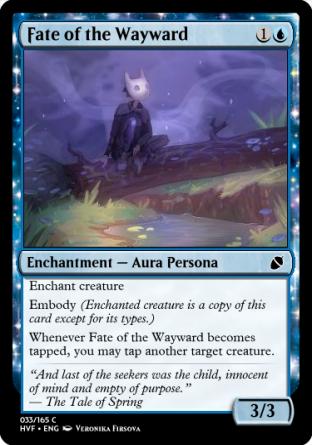 Fate of the Wayward 1
Enchantment — Aura Persona
Enchant creature
Embody (Enchanted creature is a copy of this
card except for its types.)
Whenever Fate of the Wayward becomes
tapped, you may tap another target creature.
“And last of the seekers was the child, innocent
of mind and empty of purpose.”
— The Tale of Spring
3/3
033/165 C
HVF • ENG Veronika Firsova